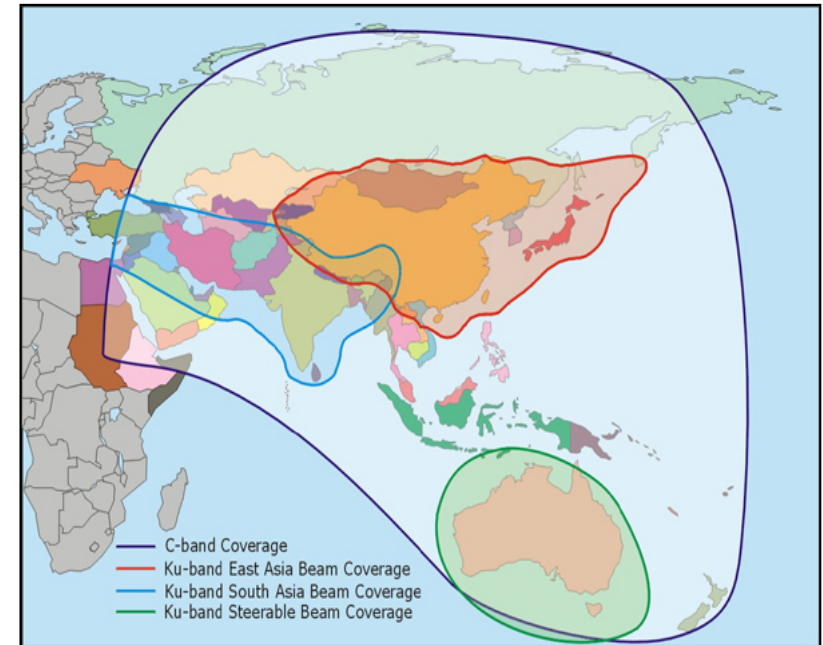 C-band Coverage
Ku-band East Asia Beam Coverage
Ku-band South Asia Beam Coverage
Ku-band Steerable Beam Coverage